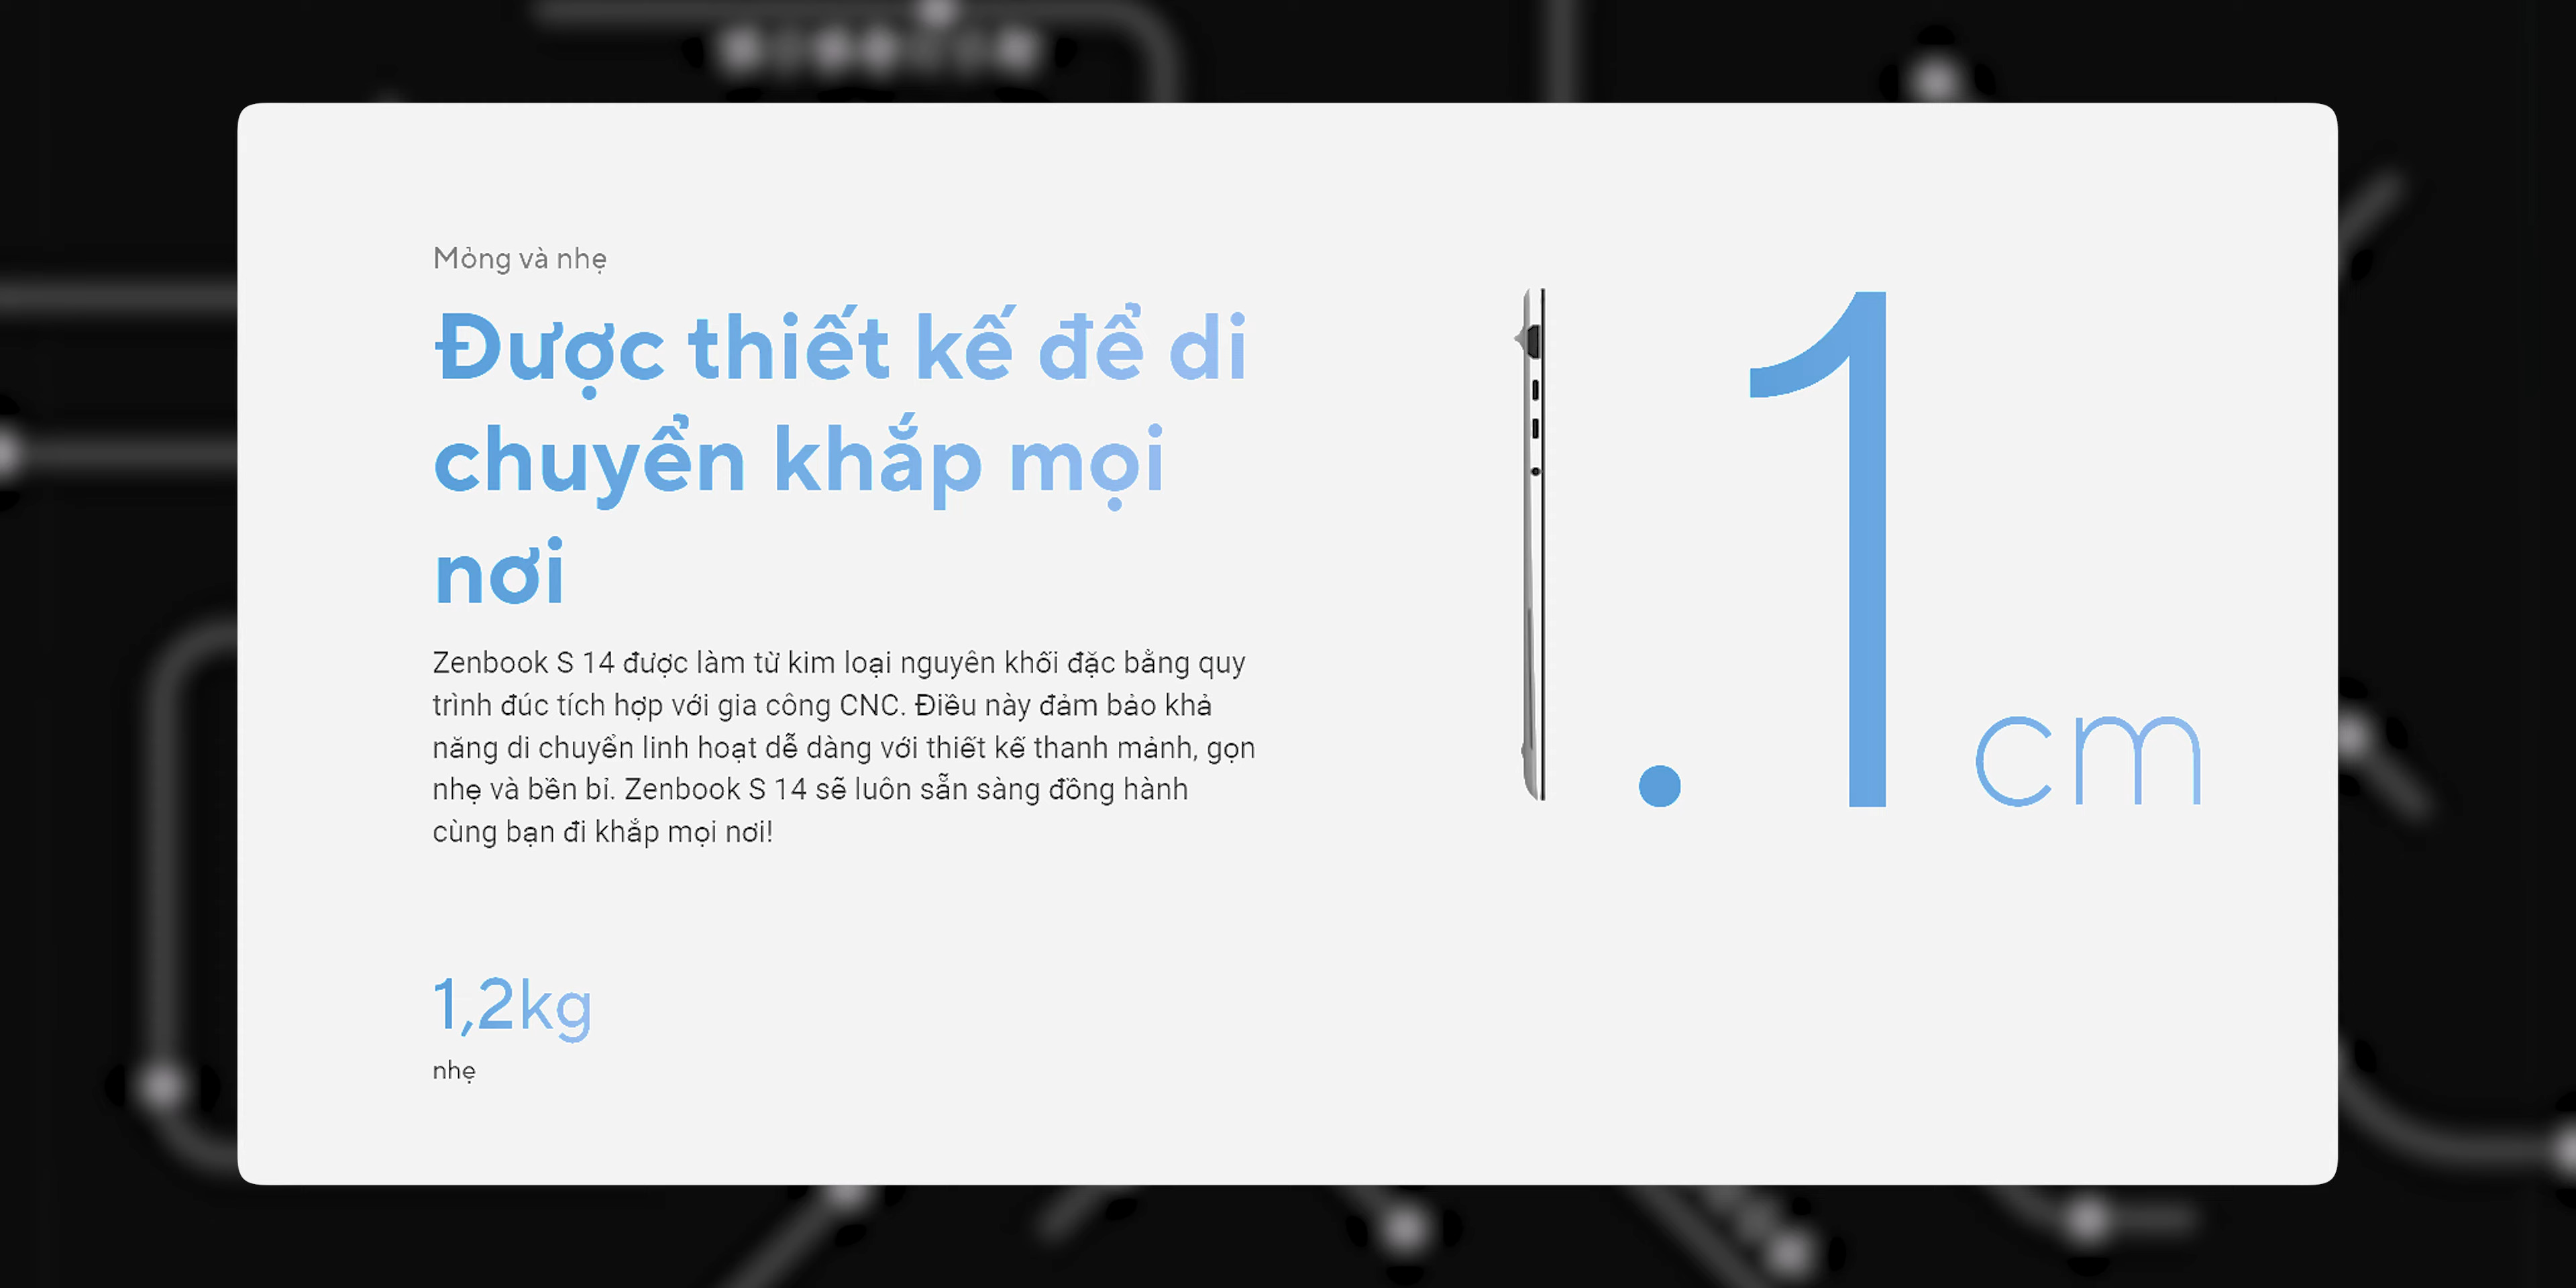 Mỏng và nhẹ
Được thiết kế để di
chuyển khắp mọi
nơi
Zenbook S 14 được làm từ kim loại nguyên khối đặc bằng quy
trình đúc tích hợp với gia công CNC. Điều này đảm bảo khả
năng di chuyển linh hoạt dễ dàng với thiết kế thanh mảnh, gọn
nhẹ và bền bỉ. Zenbook S 14 sẽ luôn sẵn sàng đồng hành
cùng bạn đi khắp mọi nơi!
1,2kg
nhẹ
.1 cm